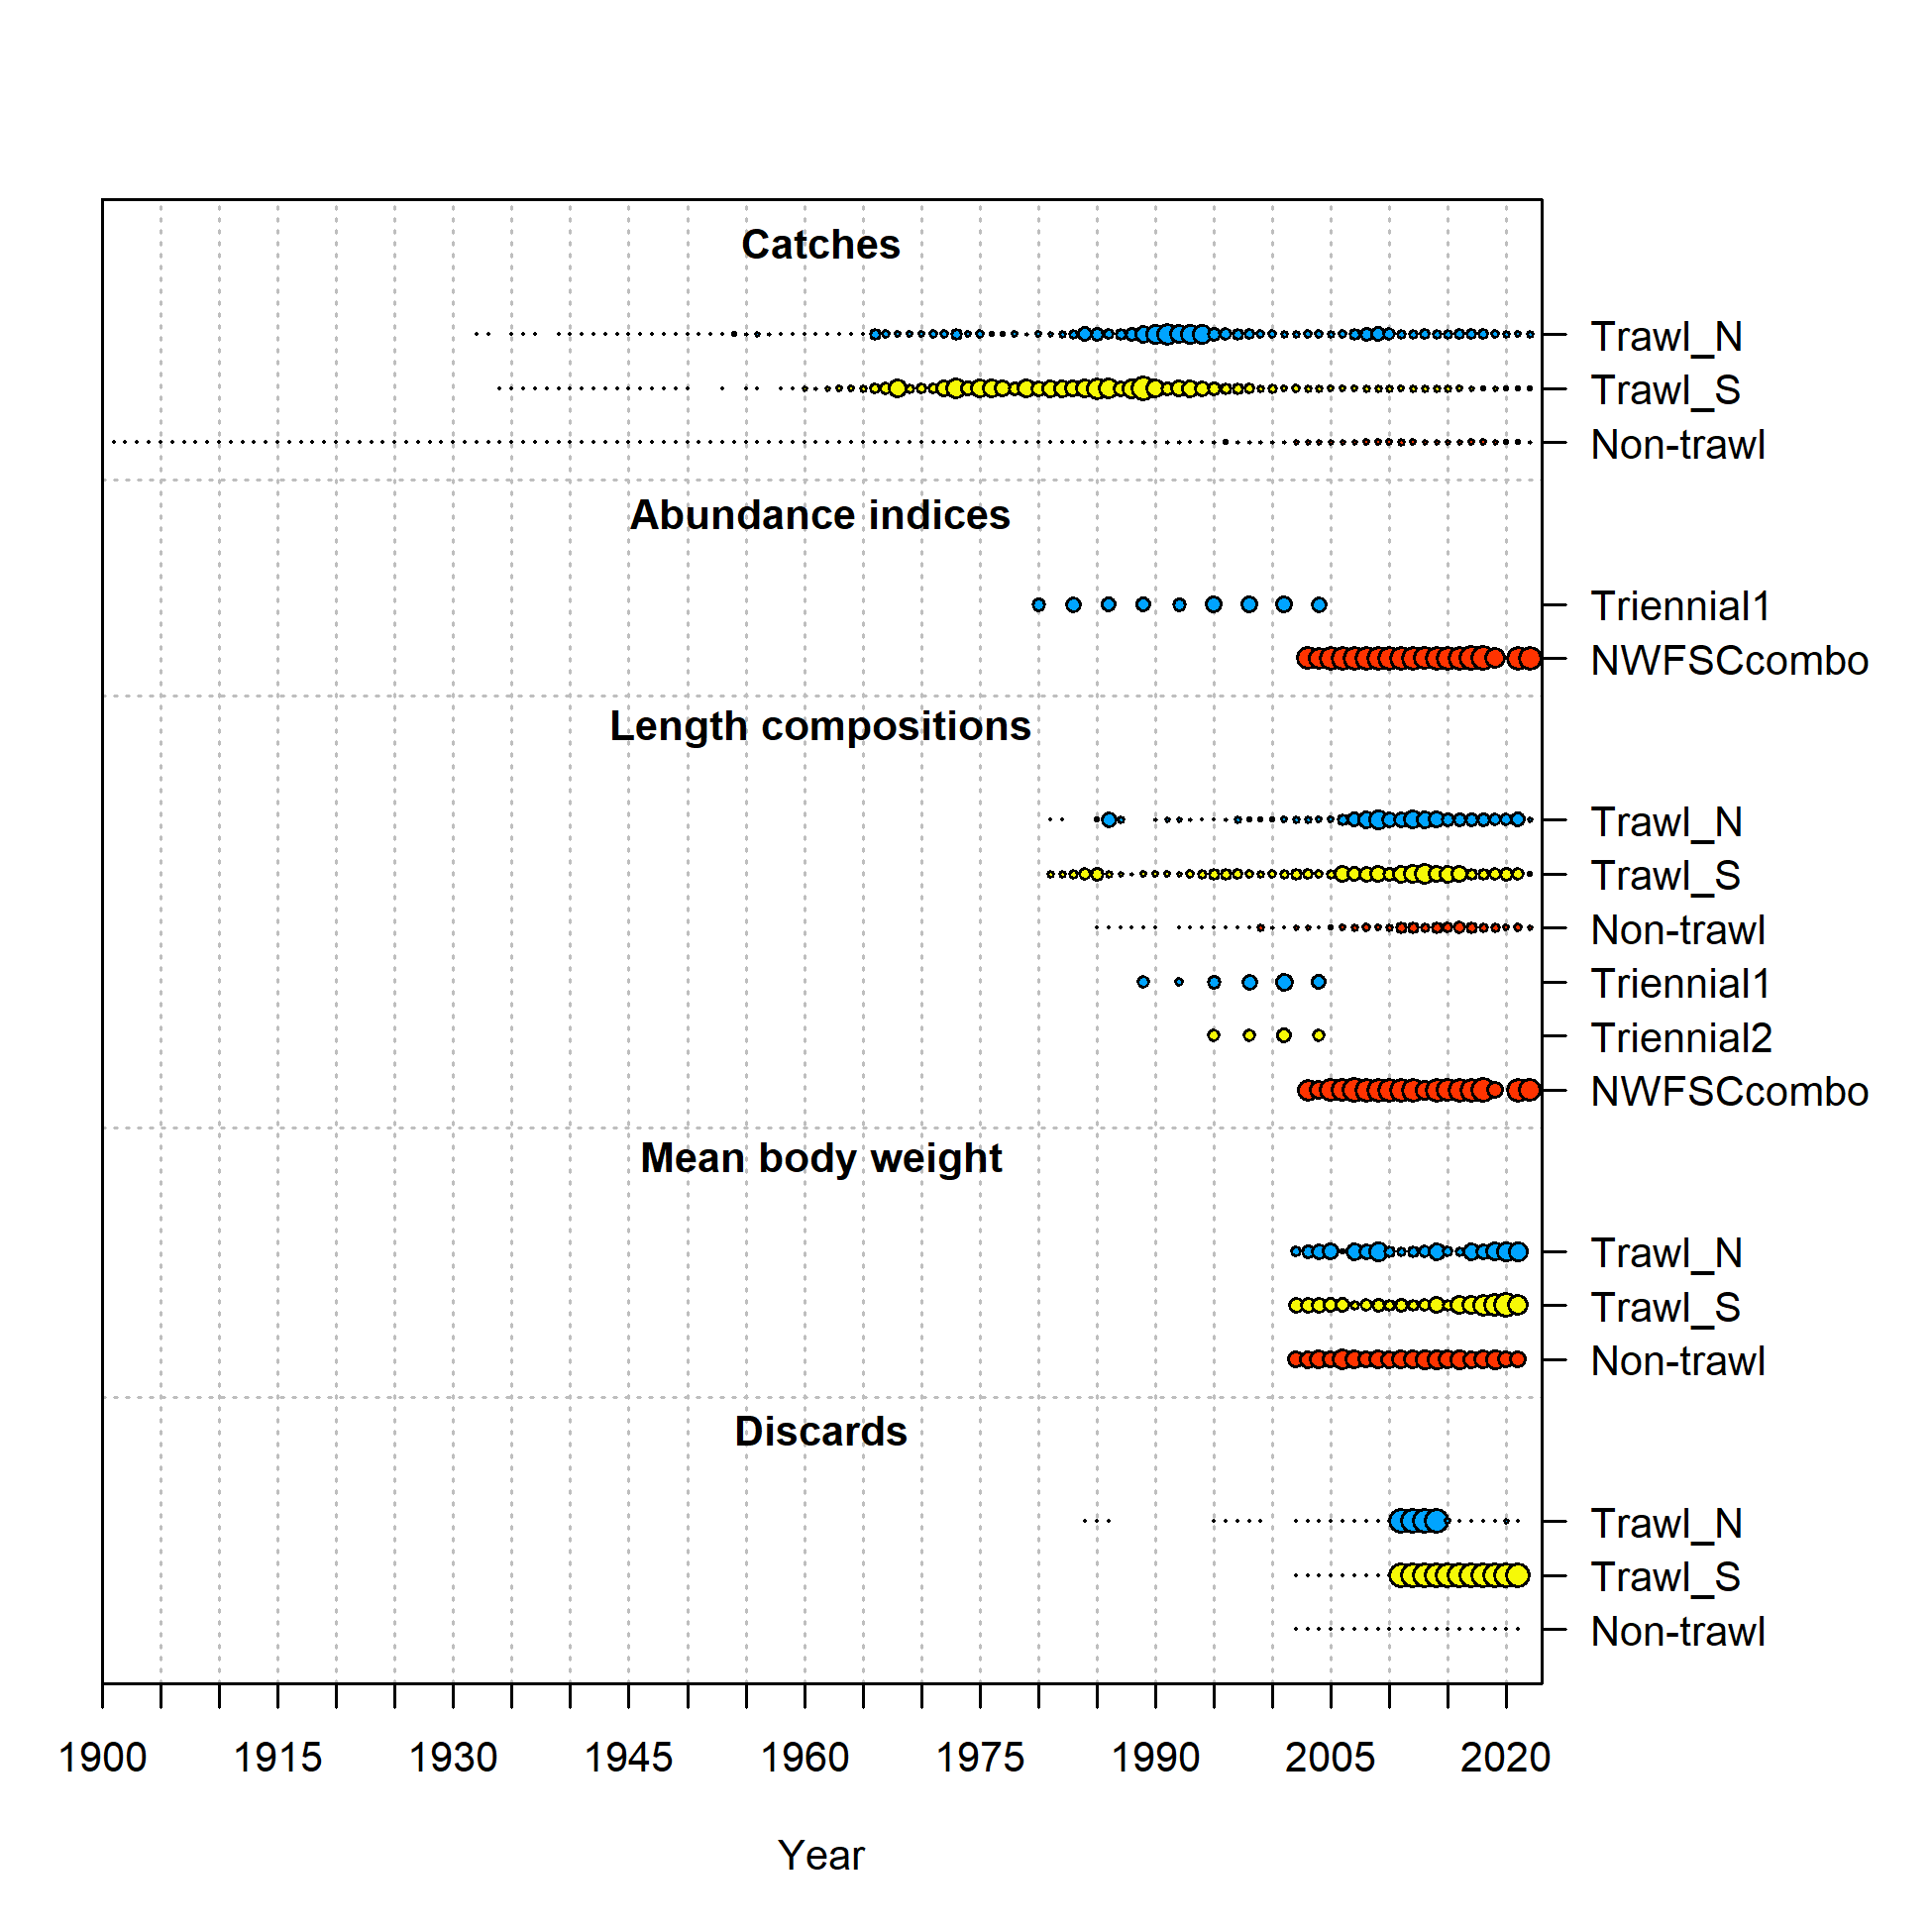 Catches
Trawl_N
Trawl_S
Non-trawl
Abundance indices
Triennial1
NWFSCcombo
Length compositions
Trawl_N
Trawl_S
Non-trawl
Triennial1
Triennial2
NWFSCcombo
Mean body weight
Trawl_N
Trawl_S
Non-trawl
Discards
Trawl_N
Trawl_S
Non-trawl
1900 1915 1930 1945 1960 1975 1990 2005 2020
Year